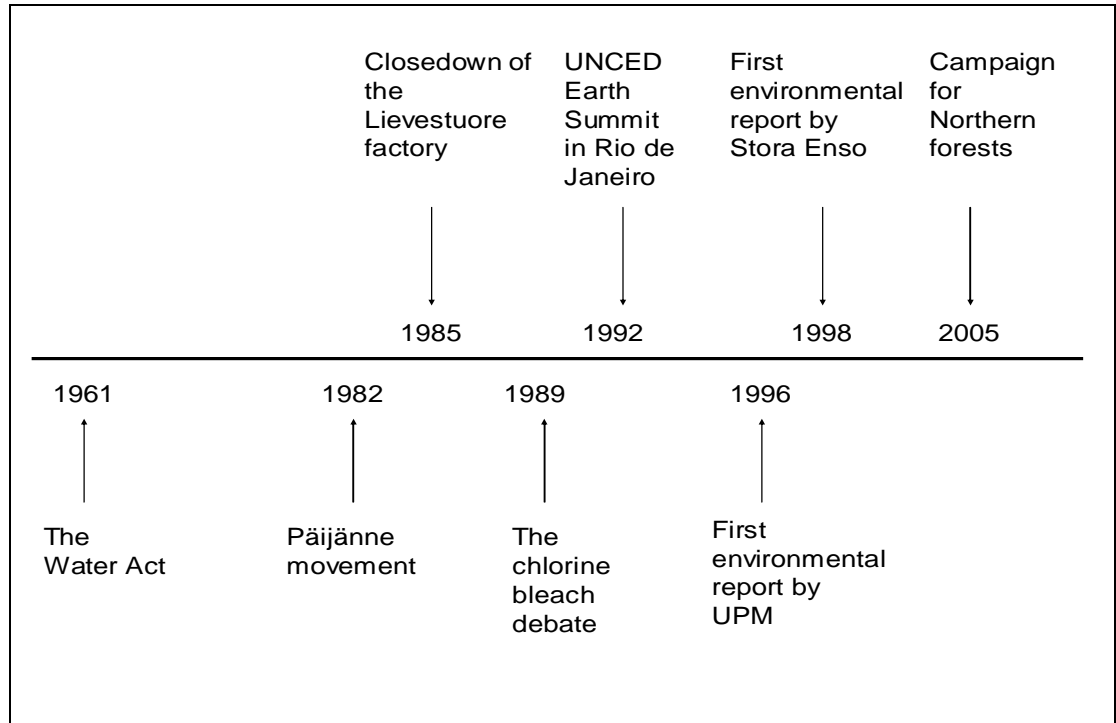 Closedown of
the
Lievestuore
factory
UNCED
Earth
Summit
in Rio de
Janeiro
First
environmental
report by
Stora Enso
Campaign
for
Northern
forests
1985
1992
1998
2005
1961
1982
1989
1996
The
Water Act
Päijänne
movement
The
chlorine
bleach
debate
First
environmental
report by
UPM